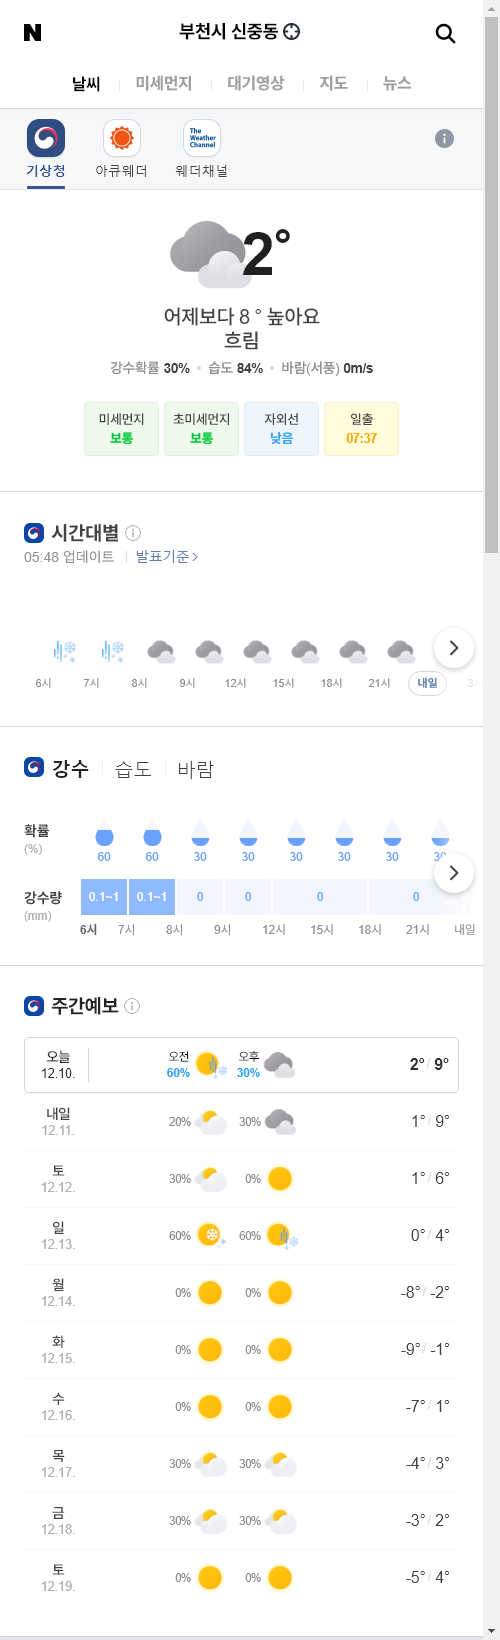 N
부천시 신중동
날씨 미세먼지 대기영상 지도 뉴스
The Weather Channel
기상청 아큐웨더 웨더채널
2°
어제보다 8 ° 높아요
흐림
강수확률 30% 습도 84% 바람(서풍) 0m/s
미세먼지 초미세먼지 자외선 일출
보통 보통 낮음 07:37
시간대별
05:48 업데이트 발표기준
6시 7시 8시 9시 12시 15시 18시 21시 내일
강수 습도 바람
확률
(%)
60 60 30 30 30 30 30 30
강수량
(mm)
0.1~1 0.1~1 0 0 0 0
6시 7시 8시 9시 12시 15시 18시 21시 내일
주간예보
오늘 12.10. 오전 60% 오후 30% 2° / 9°
내일 12.11. 20% 30% 1° / 9°
토 12.12. 30% 0% 1° / 6°
일 12.13. 60% 60% 0° / 4°
월 12.14. 0% 0% -8° / -2°
화 12.15. 0% 0% -9° / -1°
수 12.16. 0% 0% -7° / 1°
목 12.17. 30% 30% -4° / 3°
금 12.18. 30% 30% -3° / 2°
토 12.19. 0% 0% -5° / 4°